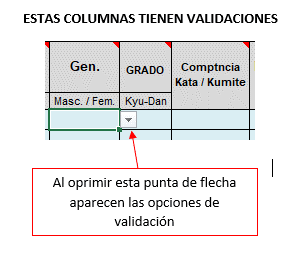 ESTAS COLUMNAS TIENEN VALIDACIONES
Gen.
GRADO
Comptncia
Kata / Kumite
Masc. / Fem.
Kyu-Dan
Al oprimir esta punta de flecha
aparecen las opciones de
validación